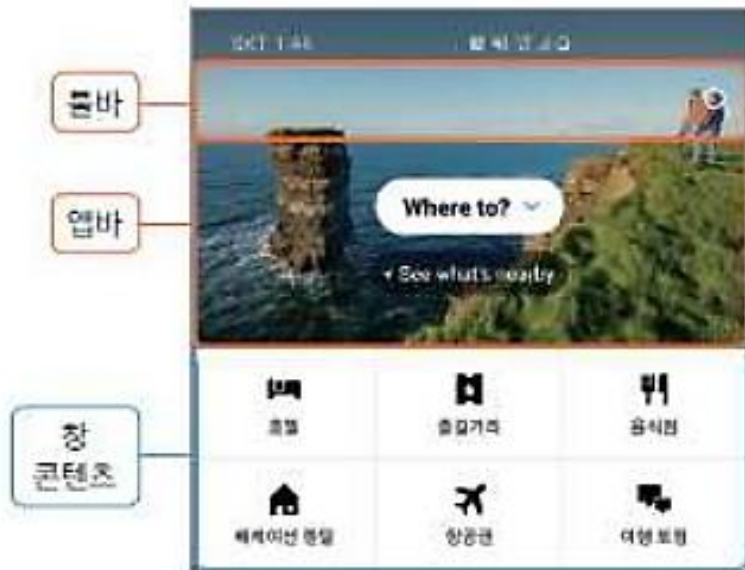 툴바
앱바
Where to?
See what's nearby
창
콘텐츠
호텔
즐길거리
음식점
베케이션 렌탈
항공권
여행 포럼